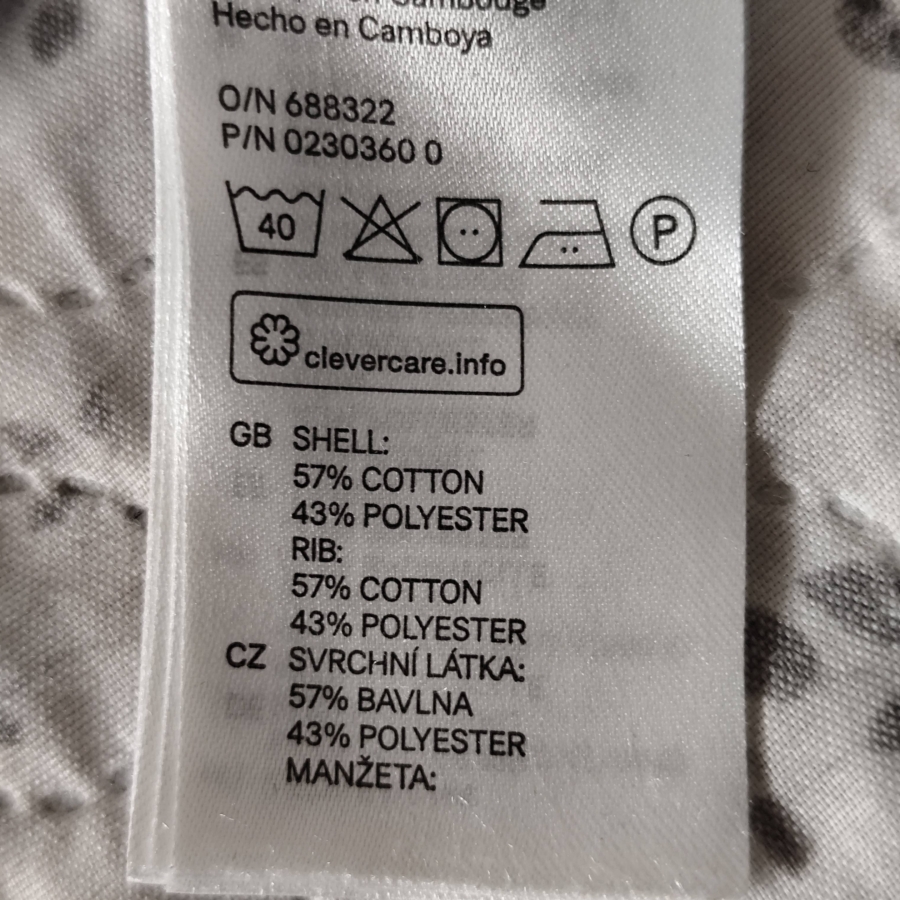 Hecho en Camboya
O/N 688322
P/N 0230360 0
40
P
clevercare.info
GB SHELL:
57% COTTON
43% POLYESTER
RIB:
57% COTTON
43% POLYESTER
CZ SVRCHNÍ LÁTKA:
57% BAVLNA
43% POLYESTER
MANŽETA: